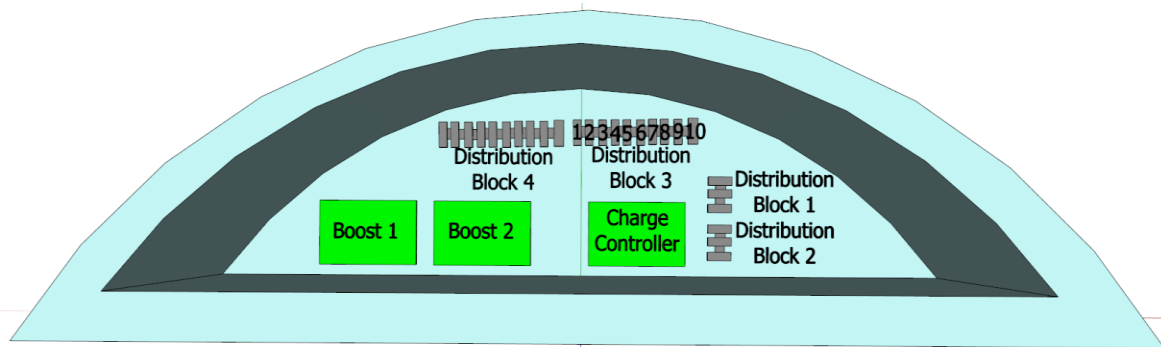 12345678910
Distribution
Block 4
Distribution
Block 3
Distribution
Block 1
Boost 1
Boost 2
Charge
Controller
Distribution
Block 2